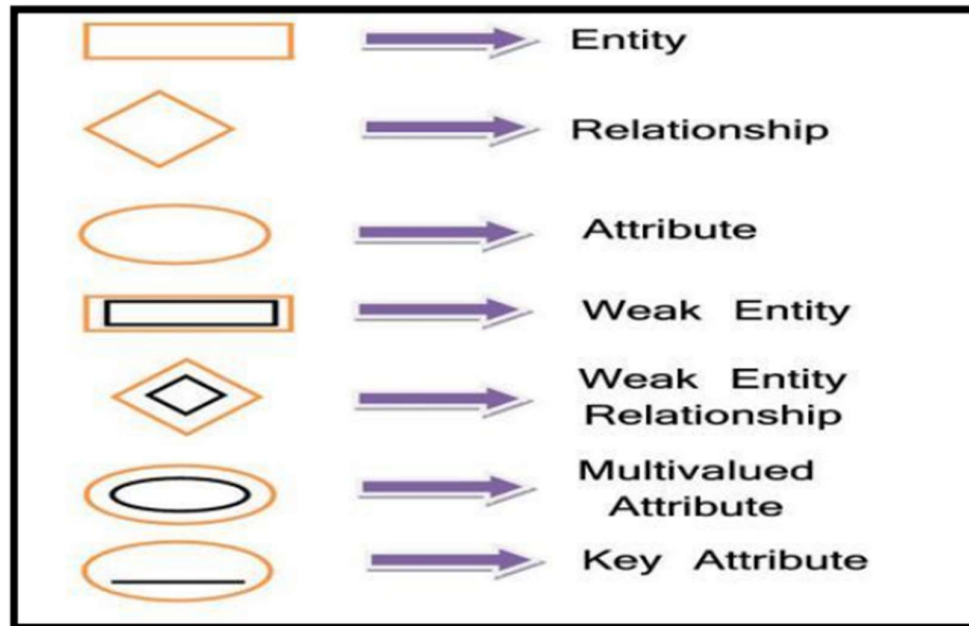 Entity
Relationship
Attribute
Weak Entity
Weak Entity
Relationship
Multivalued
Attribute
Key Attribute